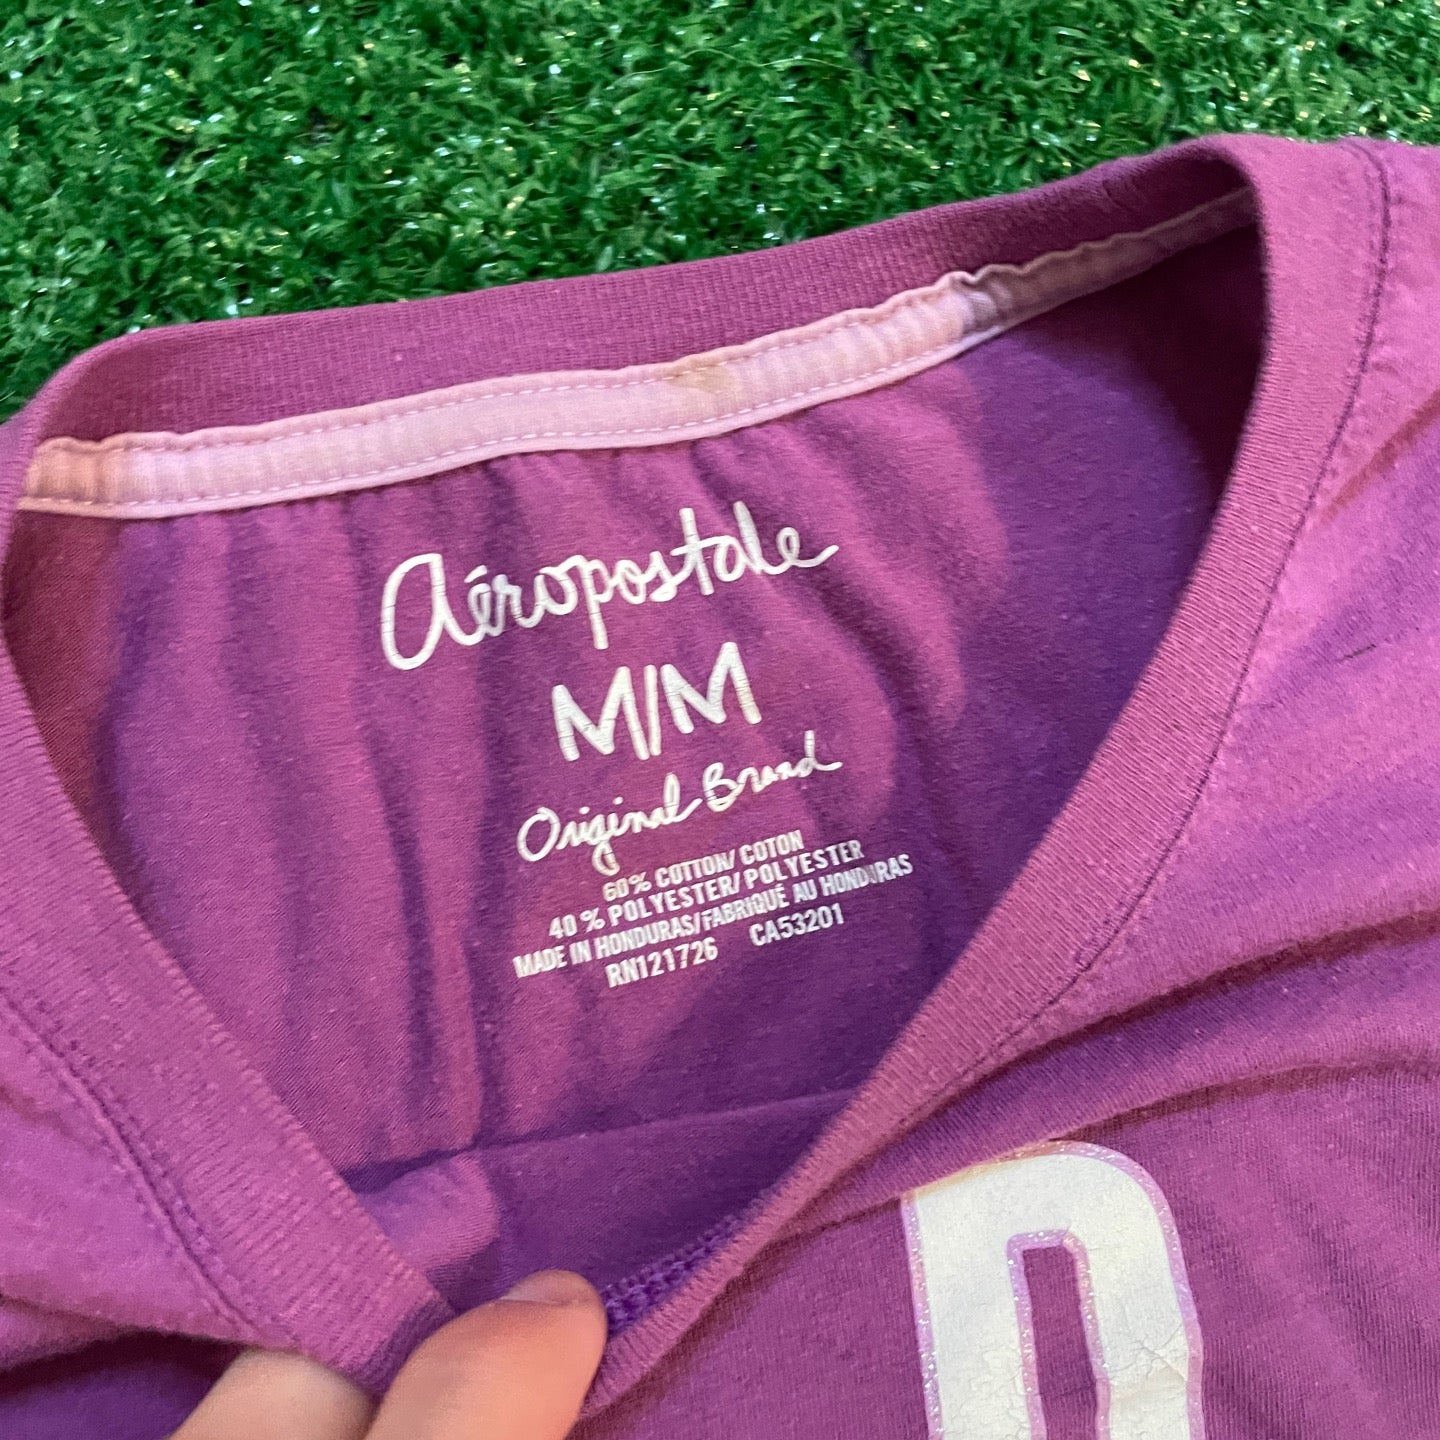 aéropostale
M/M
Original Brand
60% COTTON/ COTON
40 % POLYESTER/ POLYESTER
MADE IN HONDURAS/FABRIQUÉ AU HONDURAS
RN121726 CA53201